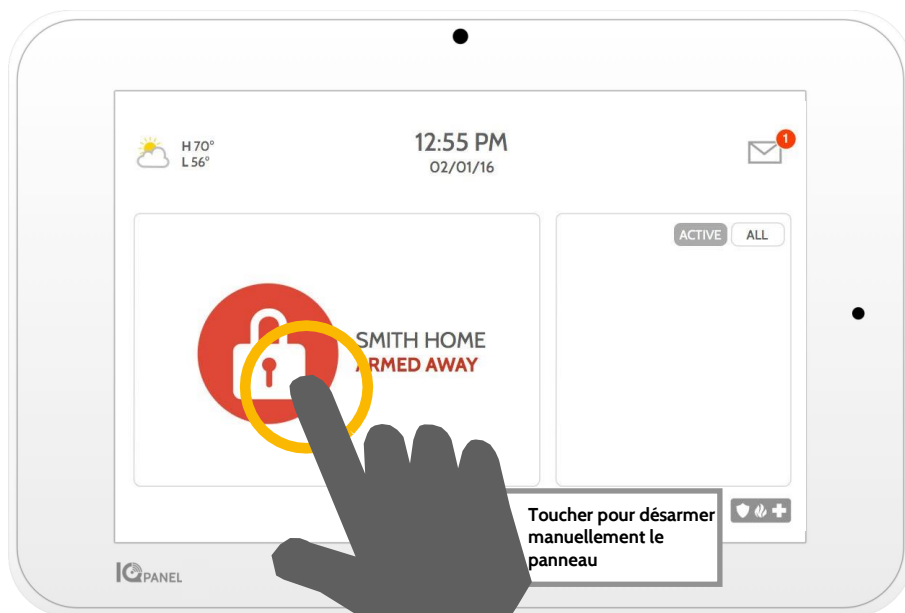 H 70°
L 56°
12:55 PM
02/01/16
1
ACTIVE
ALL
SMITH HOME
ARMED AWAY
Toucher pour désarmer
manuellement le
panneau
IQ PANEL